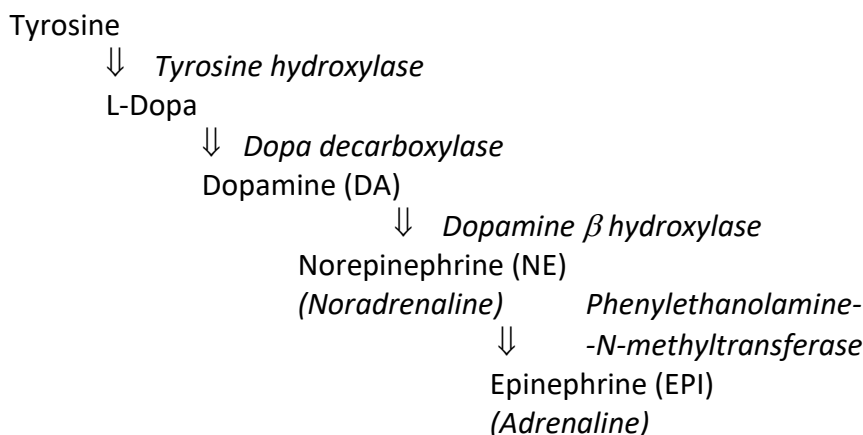 Tyrosine
⇓ Tyrosine hydroxylase
L-Dopa
⇓ Dopa decarboxylase
Dopamine (DA)
⇓ Dopamine β hydroxylase
Norepinephrine (NE)
(Noradrenaline) Phenylethanolamine-
⇓ -N-methyltransferase
Epinephrine (EPI)
(Adrenaline)